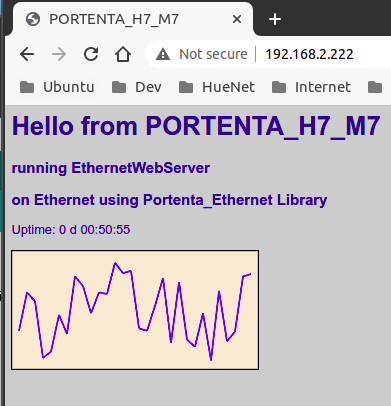 PORTENTA_H7_M7
Not secure | 192.168.2.222
Ubuntu Dev HueNet Internet
Hello from PORTENTA_H7_M7
running EthernetWebServer
on Ethernet using Portenta_Ethernet Library
Uptime: 0 d 00:50:55